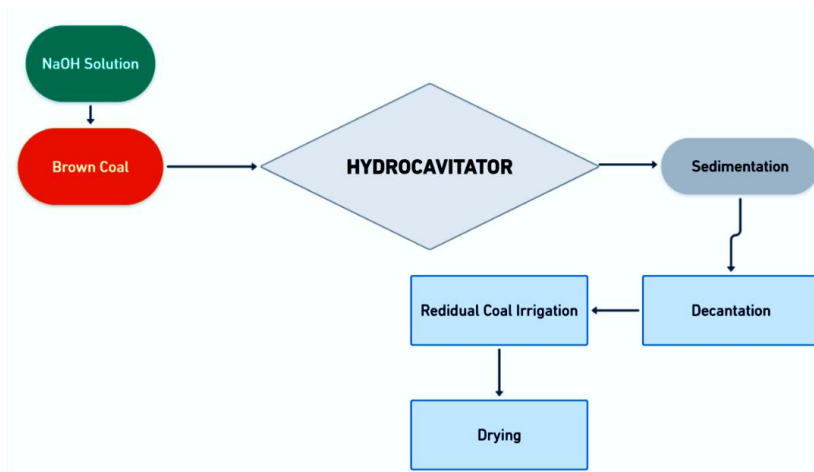 NaOH Solution
Brown Coal
HYDROCAVITATOR
Sedimentation
Decantation
Redidual Coal Irrigation
Drying